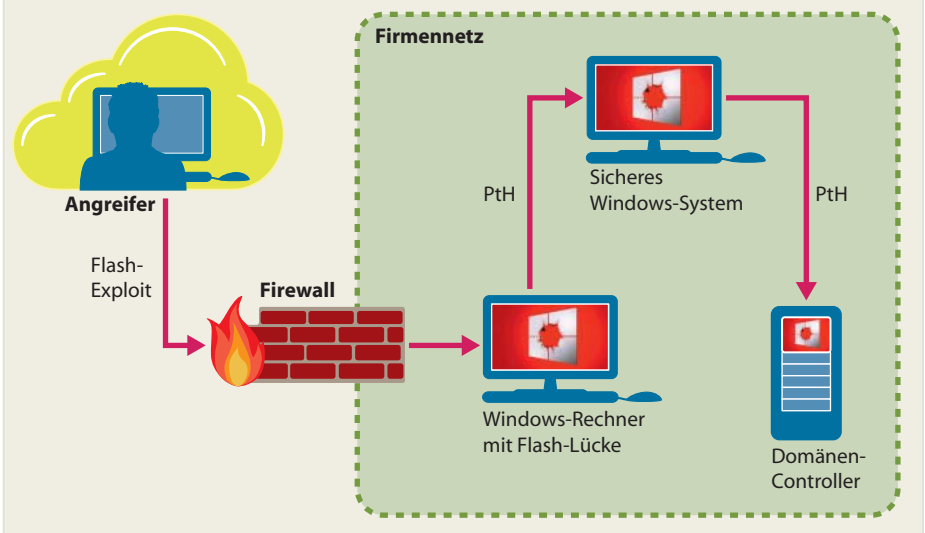 Firmennetz
Angreifer
Flash-
Exploit
Firewall
Windows-Rechner
mit Flash-Lücke
PtH
Sicheres
Windows-System
PtH
Domänen-
Controller